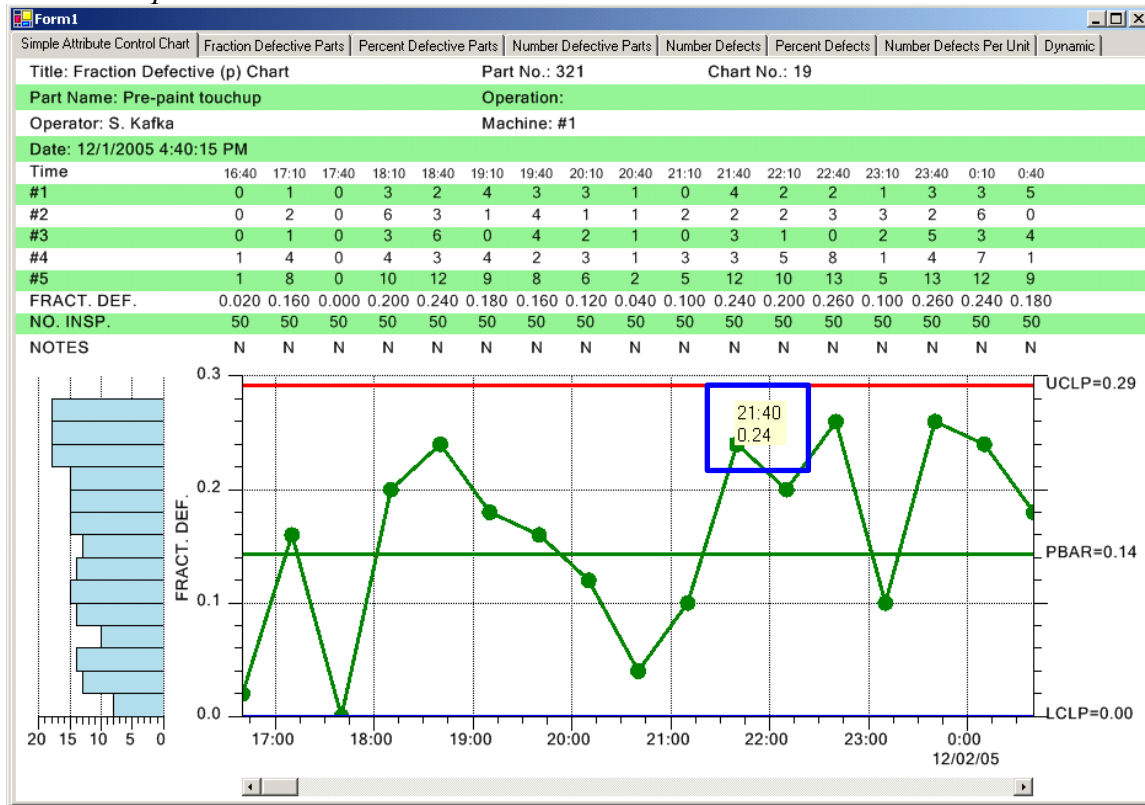 Form1
Simple Attribute Control Chart Fraction Defective Parts Percent Defective Parts Number Defective Parts Number Defects Percent Defects Number Defects Per Unit Dynamic
Title: Fraction Defective (p) Chart Part No.: 321 Chart No.: 19
Part Name: Pre-paint touchup Operation:
Operator: S. Kafka Machine: #1
Date: 12/1/2005 4:40:15 PM
Time 16:40 17:10 17:40 18:10 18:40 19:10 19:40 20:10 20:40 21:10 21:40 22:10 22:40 23:10 23:40 0:10 0:40
#1 0 1 0 3 2 4 3 3 1 0 4 2 2 1 3 3 5
#2 0 2 0 6 3 1 4 1 1 2 2 2 3 3 2 6 0
#3 0 1 0 3 6 0 4 2 1 0 3 1 0 2 5 3 4
#4 1 4 0 4 3 4 2 3 1 3 3 5 8 1 4 7 1
#5 1 8 0 10 12 9 8 6 2 5 12 10 13 5 13 12 9
FRACT. DEF. 0.020 0.160 0.000 0.200 0.240 0.180 0.160 0.120 0.040 0.100 0.240 0.200 0.260 0.100 0.260 0.240 0.180
NO. INSP. 50 50 50 50 50 50 50 50 50 50 50 50 50 50 50 50 50
NOTES N N N N N N N N N N N N N N N N N
0.3
UCLP=0.29
21:40
0.24
0.2
FRACT. DEF.
PBAR=0.14
0.1
0.0
LCLP=0.00
20 15 10 5 0
17:00 18:00 19:00 20:00 21:00 22:00 23:00 0:00
12/02/05